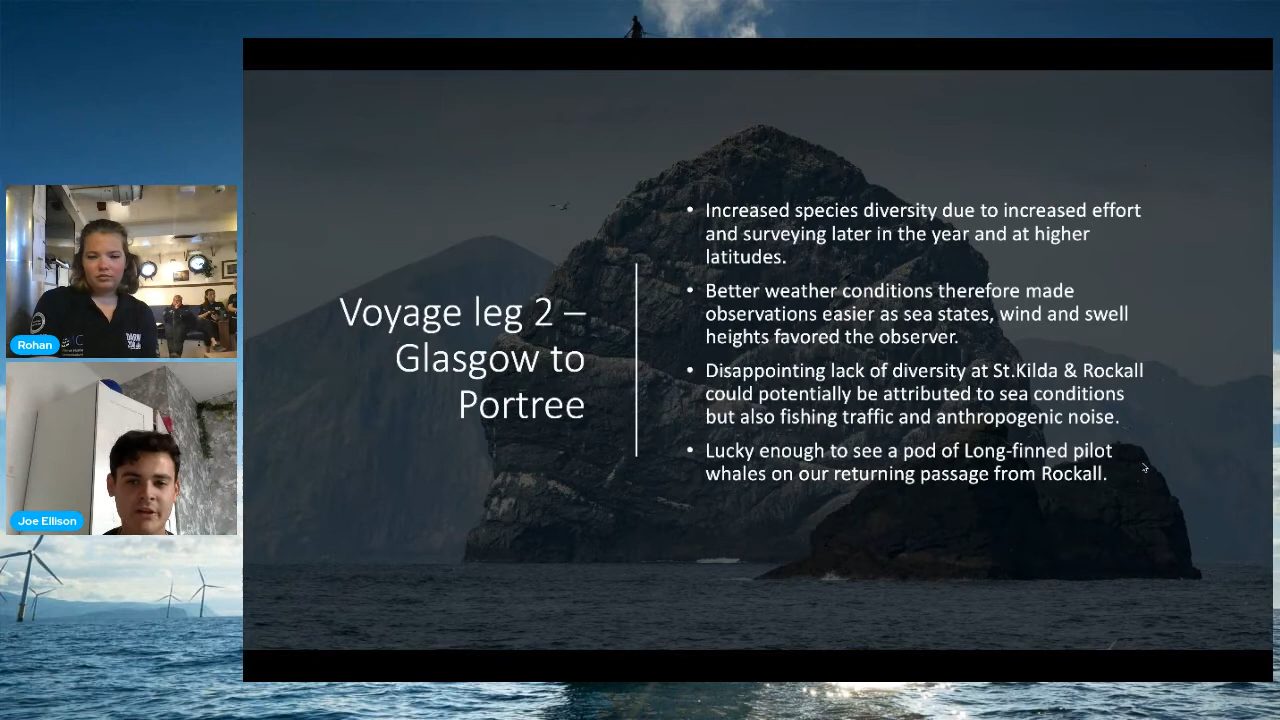 Voyage leg 2 –
Glasgow to
Portree
• Increased species diversity due to increased effort
and surveying later in the year and at higher
latitudes.
• Better weather conditions therefore made
observations easier as sea states, wind and swell
heights favored the observer.
• Disappointing lack of diversity at St.Kilda & Rockall
could potentially be attributed to sea conditions
but also fishing traffic and anthropogenic noise.
• Lucky enough to see a pod of Long-finned pilot
whales on our returning passage from Rockall.
Rohan
Joe Ellison